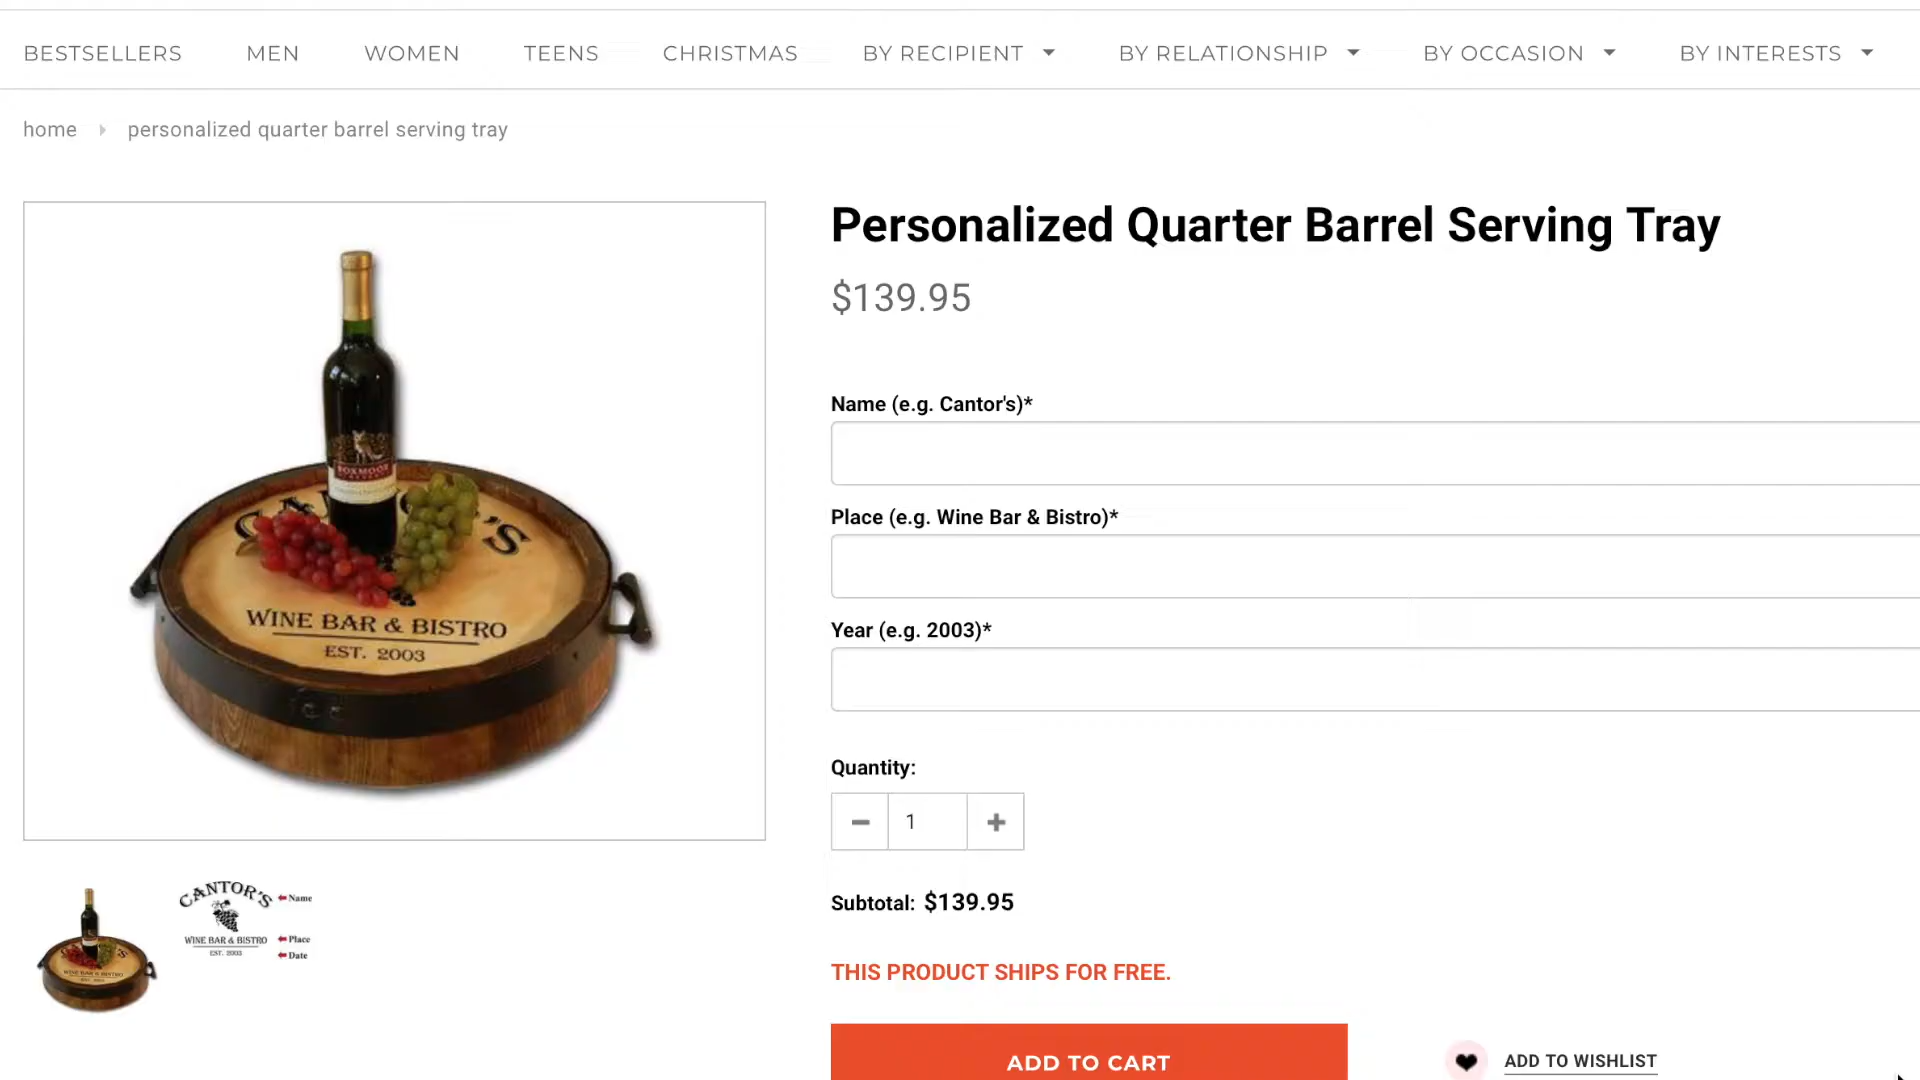 BESTSELLERS MEN WOMEN TEENS CHRISTMAS BY RECIPIENT BY RELATIONSHIP BY OCCASION BY INTERESTS
home personalized quarter barrel serving tray
Personalized Quarter Barrel Serving Tray
$139.95
Name (e.g. Cantor's)*
Place (e.g. Wine Bar & Bistro)*
Year (e.g. 2003)*
Quantity:
1
Subtotal: $139.95
THIS PRODUCT SHIPS FOR FREE.
ADD TO CART
ADD TO WISHLIST
WINE BAR & BISTRO
EST. 2003
CANTOR'S
Name
WINE BAR & BISTRO
Place
EST. 2003
Date